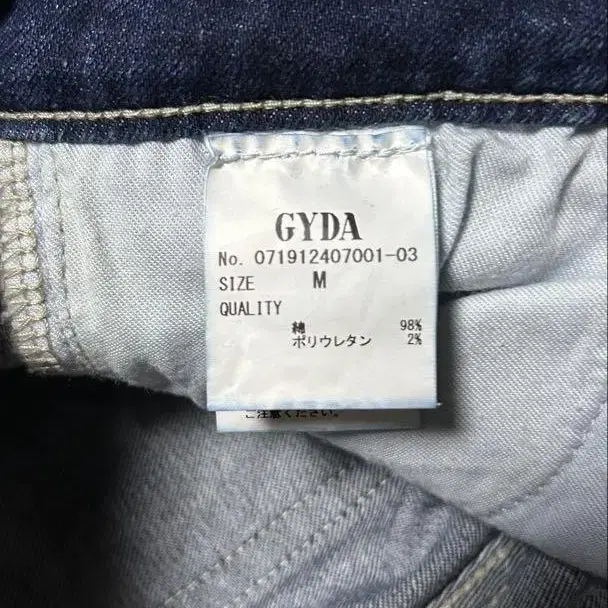 GYDA
No. 071912407001-03
SIZE M
QUALITY
綿 98%
ポリウレタン 2%
ご注意ください。